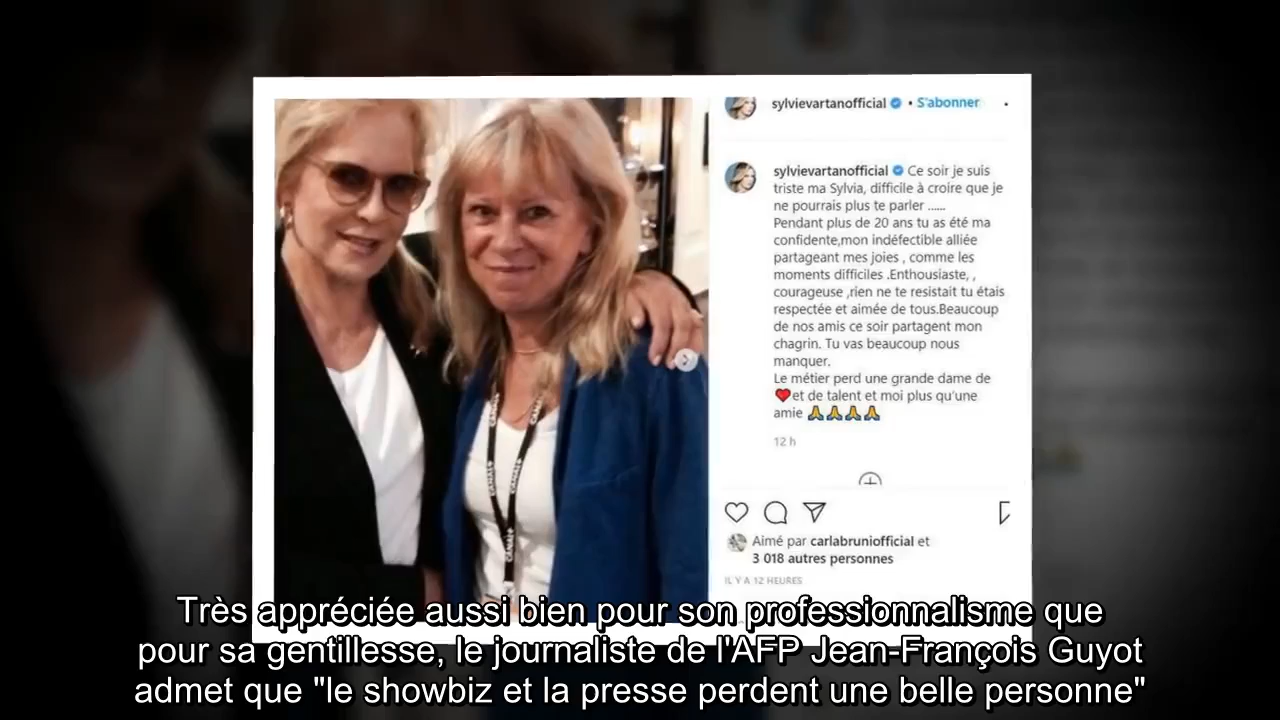 sylvievartanofficial • S'abonner
sylvievartanofficial Ce soir je suis
triste ma Sylvia, difficile à croire que je
ne pourrais plus te parler ......
Pendant plus de 20 ans tu as été ma
confidente,mon indéfectible alliée
partageant mes joies , comme les
moments difficiles .Enthousiaste, ,
courageuse ,rien ne te resistait tu étais
respectée et aimée de tous.Beaucoup
de nos amis ce soir partagent mon
chagrin. Tu vas beaucoup nous
manquer.
Le métier perd une grande dame de
❤️et de talent et moi plus qu'une
amie 🙏🙏🙏🙏
12 h
Aimé par carlabruniofficial et
3 018 autres personnes
IL Y A 12 HEURES
CANAL+
CANAL+
CANAL+
Très appréciée aussi bien pour son professionnalisme que
pour sa gentillesse, le journaliste de l'AFP Jean-François Guyot
admet que "le showbiz et la presse perdent une belle personne"